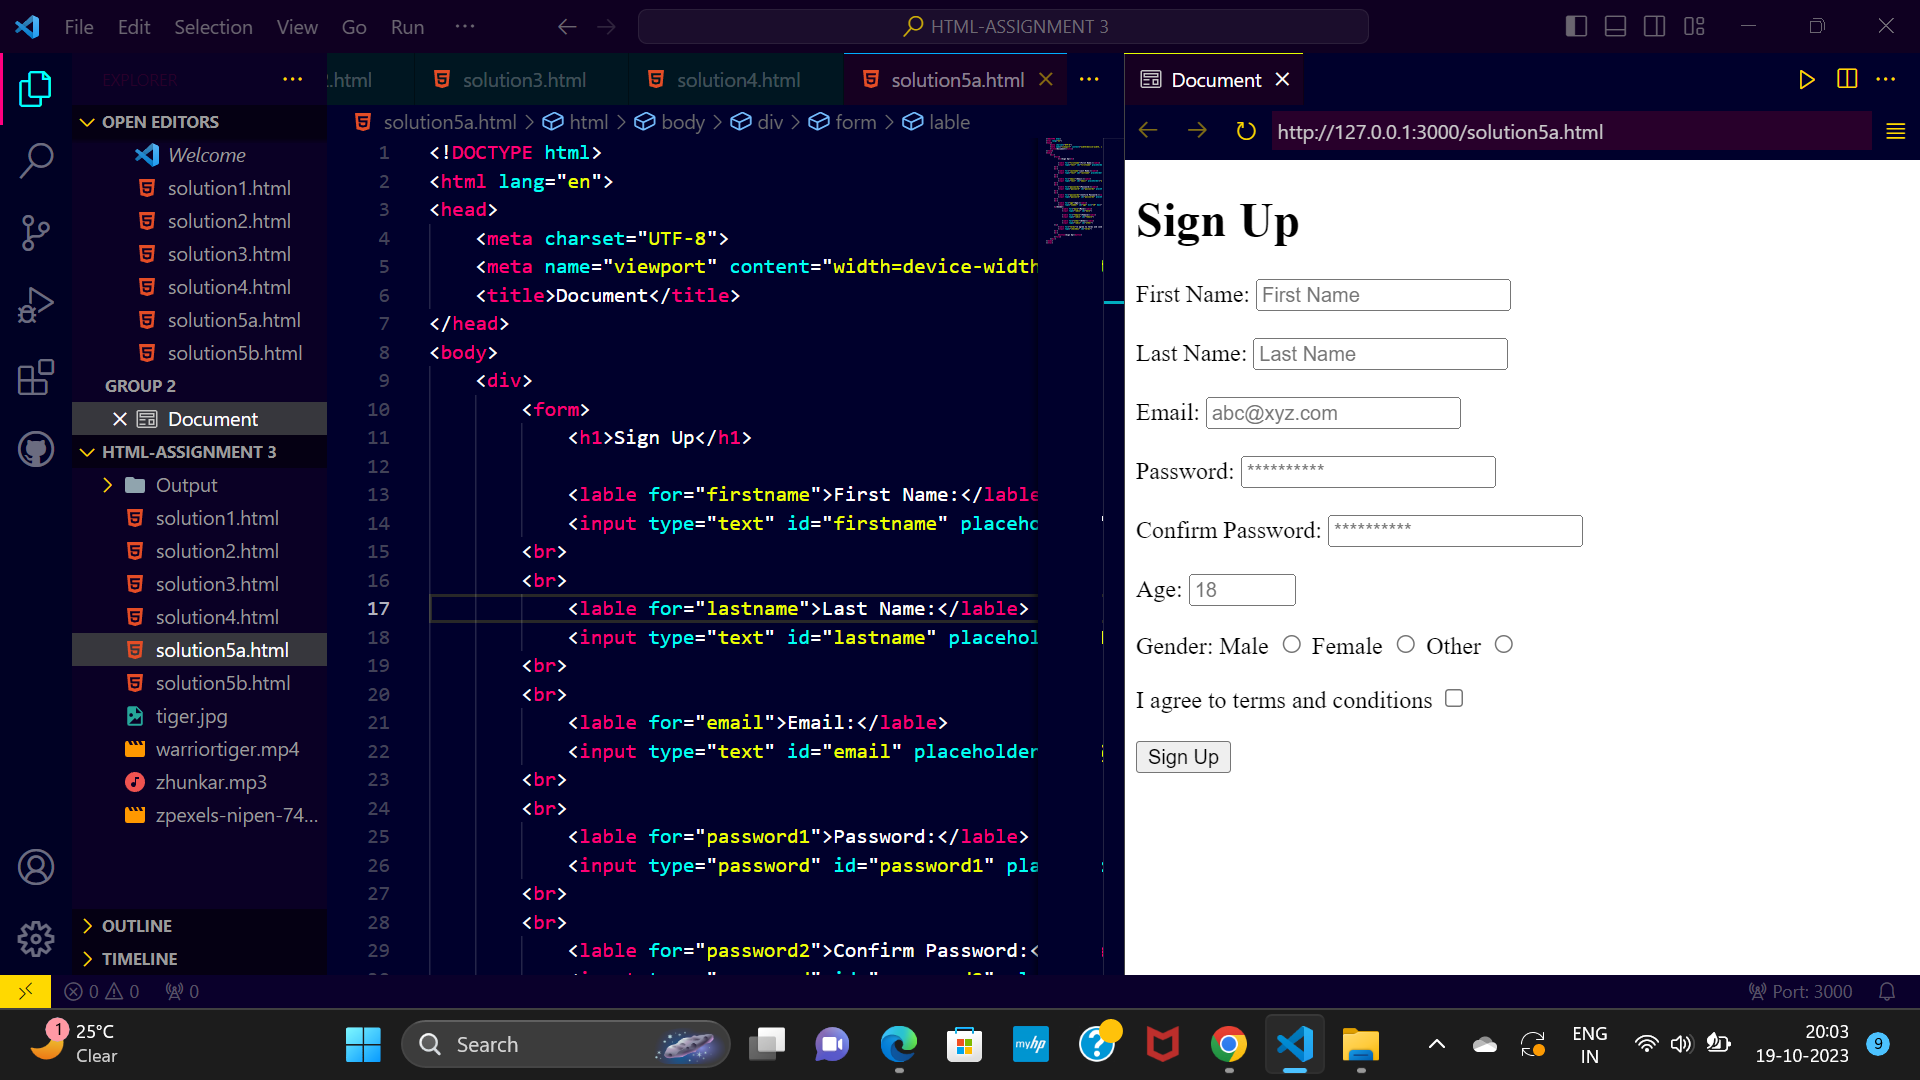 File Edit Selection View Go Run ··· HTML-ASSIGNMENT 3
EXPLORER ···
OPEN EDITORS
Welcome
solution1.html
solution2.html
solution3.html
solution4.html
solution5a.html
solution5b.html
GROUP 2
Document
HTML-ASSIGNMENT 3
Output
solution1.html
solution2.html
solution3.html
solution4.html
solution5a.html
solution5b.html
tiger.jpg
warriortiger.mp4
zhunkar.mp3
zpexels-nipen-74...
OUTLINE
TIMELINE
.html solution3.html solution4.html solution5a.html ···
solution5a.html > html > body > div > form > lable
1 <!DOCTYPE html>
2 <html lang="en">
3 <head>
4 <meta charset="UTF-8">
5 <meta name="viewport" content="width=device-width
6 <title>Document</title>
7 </head>
8 <body>
9 <div>
10 <form>
11 <h1>Sign Up</h1>
12
13 <lable for="firstname">First Name:</lable
14 <input type="text" id="firstname" placeho
15 <br>
16 <br>
17 <lable for="lastname">Last Name:</lable>
18 <input type="text" id="lastname" placehol
19 <br>
20 <br>
21 <lable for="email">Email:</lable>
22 <input type="text" id="email" placeholder
23 <br>
24 <br>
25 <lable for="password1">Password:</lable>
26 <input type="password" id="password1" pla
27 <br>
28 <br>
29 <lable for="password2">Confirm Password:<
Document
http://127.0.0.1:3000/solution5a.html
Sign Up
First Name: First Name
Last Name: Last Name
Email: abc@xyz.com
Password: **********
Confirm Password: **********
Age: 18
Gender: Male Female Other
I agree to terms and conditions
Sign Up
0 0 0 Port: 3000
1 25°C
Clear
Search
myhp
ENG
IN
20:03
19-10-2023
9